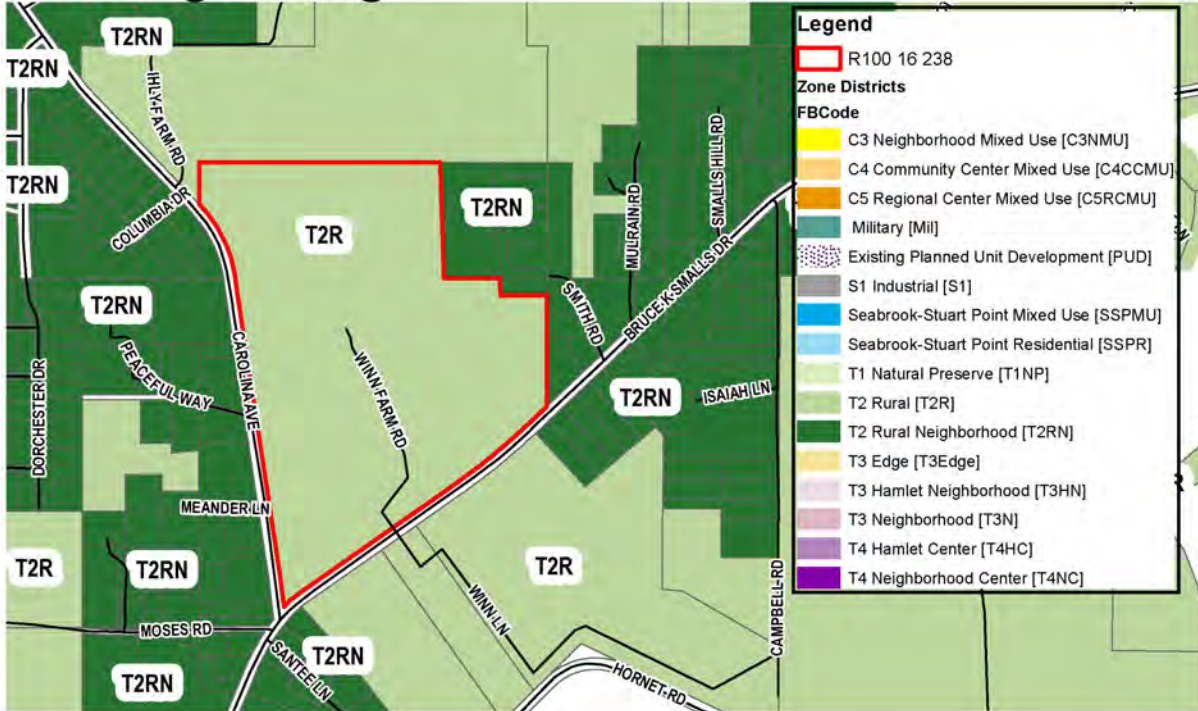 T2RN
T2RN
IHLY FARM RD
T2RN
COLUMBIA DR
T2R
T2RN
MULRAIN RD
SMALLS HILL RD
BRUCE K SMALLS DR
SMITH RD
T2RN
PEACEFUL WAY
CAROLINA AVE
DORCHESTER DR
WINN FARM RD
T2RN
ISAIAH LN
MEANDER LN
T2R
T2RN
T2R
WINN LN
CAMPBELL RD
MOSES RD
SANTEE LN
T2RN
T2RN
HORNET RD
Legend
R100 16 238
Zone Districts
FBCode
C3 Neighborhood Mixed Use [C3NMU]
C4 Community Center Mixed Use [C4CCMU]
C5 Regional Center Mixed Use [C5RCMU]
Military [Mil]
Existing Planned Unit Development [PUD]
S1 Industrial [S1]
Seabrook-Stuart Point Mixed Use [SSPMU]
Seabrook-Stuart Point Residential [SSPR]
T1 Natural Preserve [T1NP]
T2 Rural [T2R]
T2 Rural Neighborhood [T2RN]
T3 Edge [T3Edge]
T3 Hamlet Neighborhood [T3HN]
T3 Neighborhood [T3N]
T4 Hamlet Center [T4HC]
T4 Neighborhood Center [T4NC]